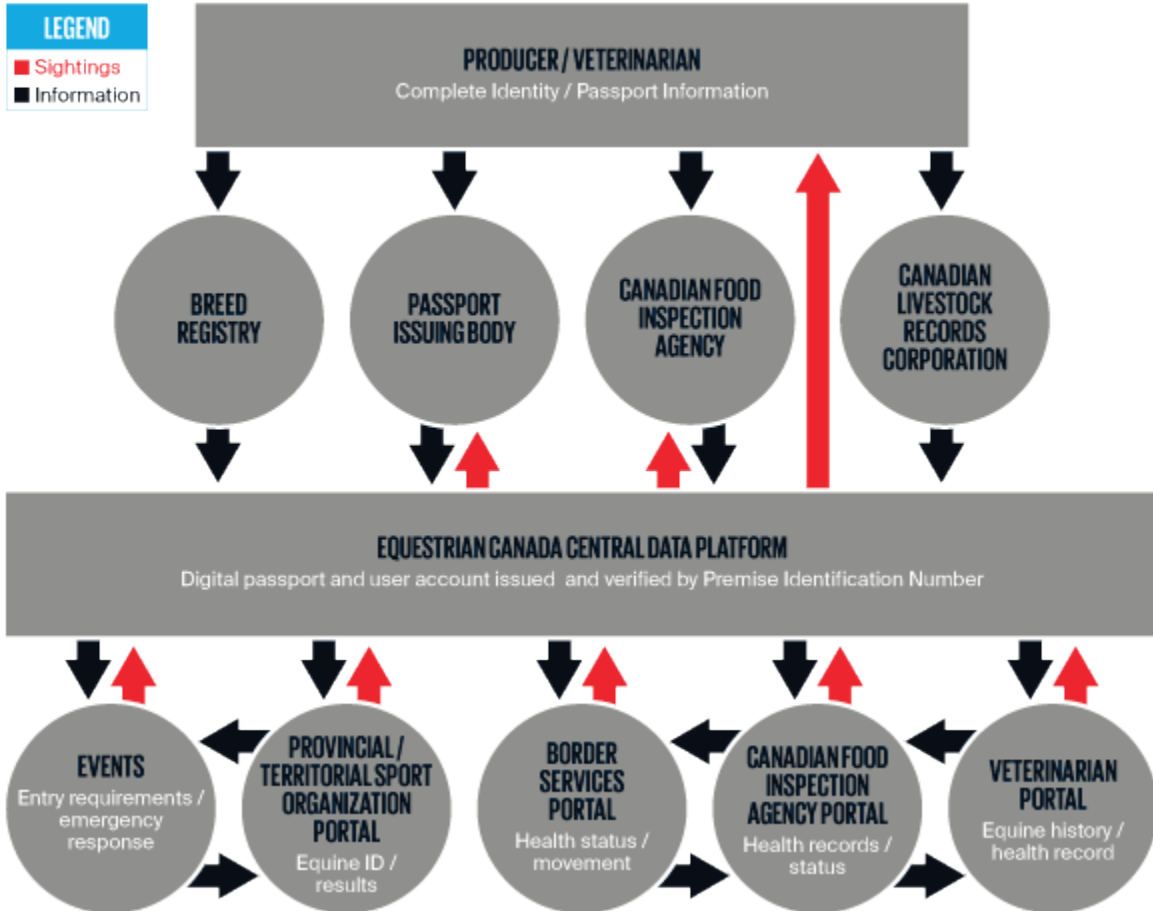 LEGEND
Sightings
Information
PRODUCER / VETERINARIAN
Complete Identity / Passport Information
BREED
REGISTRY
PASSPORT
ISSUING BODY
CANADIAN FOOD
INSPECTION
AGENCY
CANADIAN
LIVESTOCK
RECORDS
CORPORATION
EQUESTRIAN CANADA CENTRAL DATA PLATFORM
Digital passport and user account issued and verified by Premise Identification Number
EVENTS
Entry requirements /
emergency
response
PROVINCIAL /
TERRITORIAL SPORT
ORGANIZATION
PORTAL
Equine ID /
results
BORDER
SERVICES
PORTAL
Health status /
movement
CANADIAN FOOD
INSPECTION
AGENCY PORTAL
Health records /
status
VETERINARIAN
PORTAL
Equine history /
health record